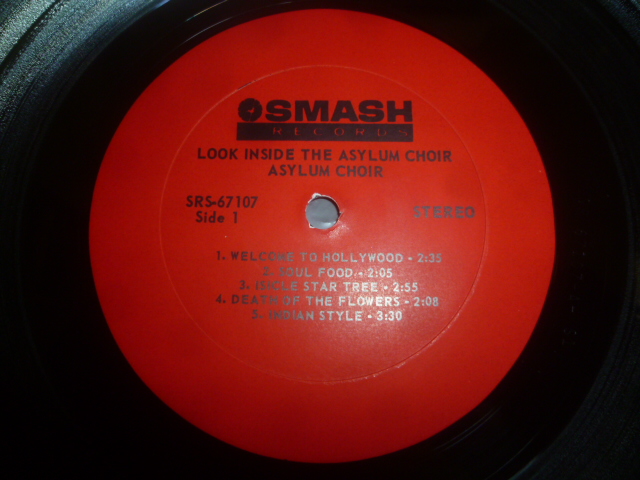 SMASH
RECORDS
LOOK INSIDE THE ASYLUM CHOIR
ASYLUM CHOIR
SRS-67107
Side 1
STEREO
1. WELCOME TO HOLLYWOOD - 2:35
2. SOUL FOOD - 2:05
3. ISICLE STAR TREE - 2:55
4. DEATH OF THE FLOWERS - 2:08
5. INDIAN STYLE - 3:30